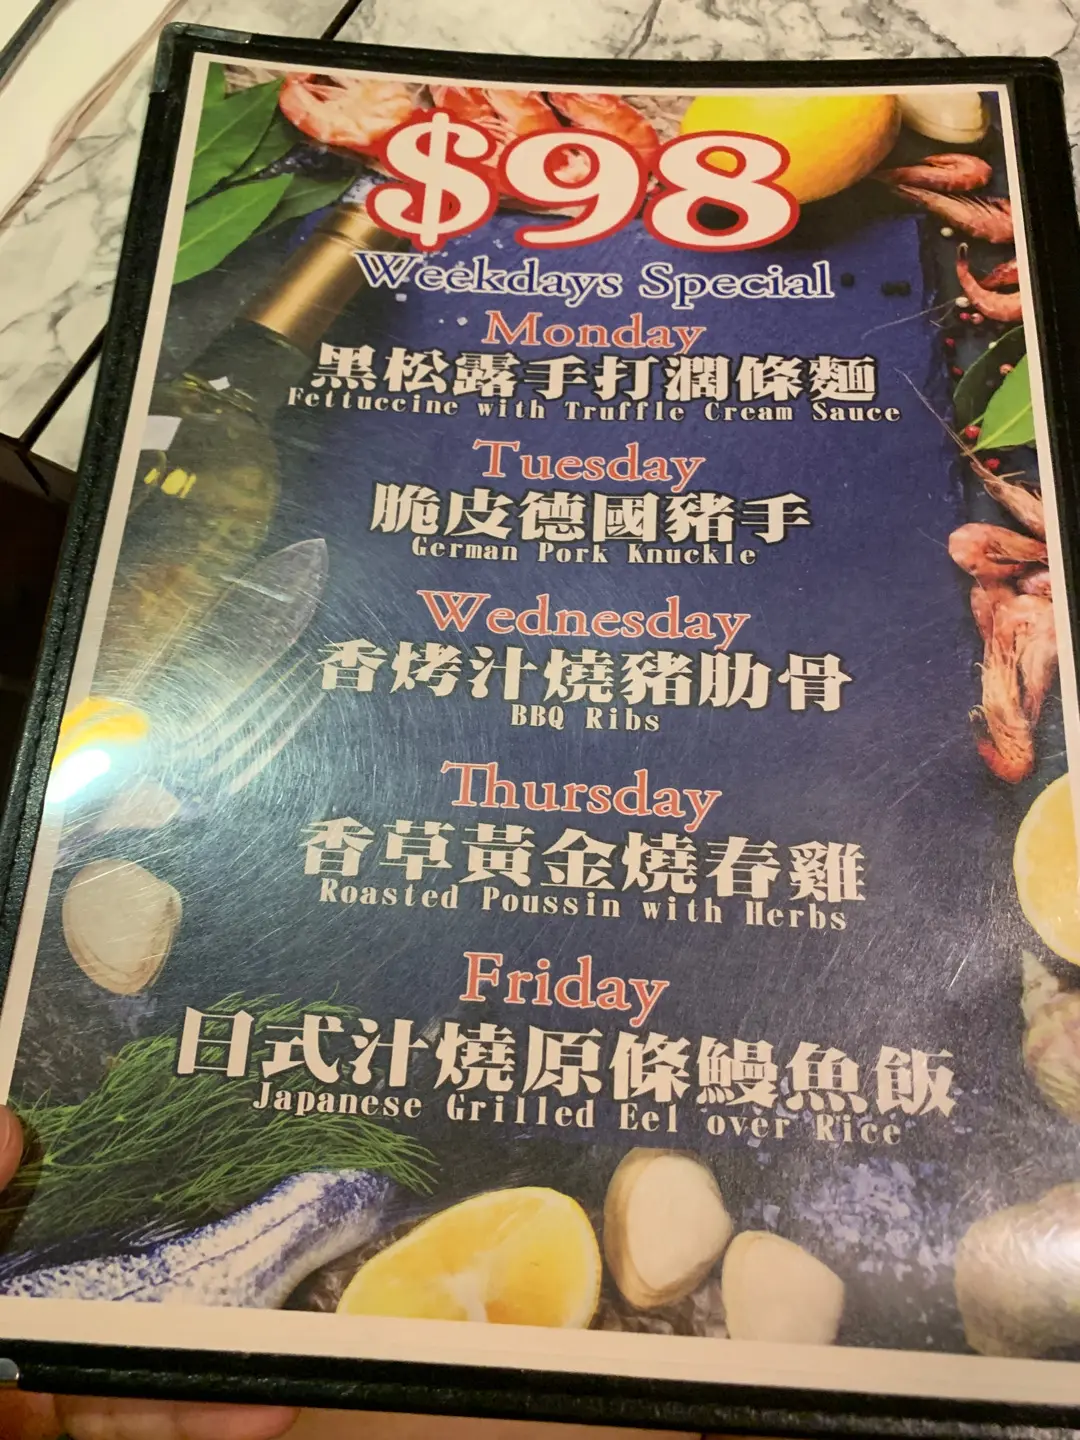 $98
Weekdays Special
Monday
黑松露手打濶條麵
Fettuccine with Truffle Cream Sauce
Tuesday
脆皮德國豬手
German Pork Knuckle
Wednesday
香烤汁燒豬肋骨
BBQ Ribs
Thursday
香草黃金燒春雞
Roasted Poussin with Herbs
Friday
日式汁燒原條鰻魚飯
Japanese Grilled Eel over Rice